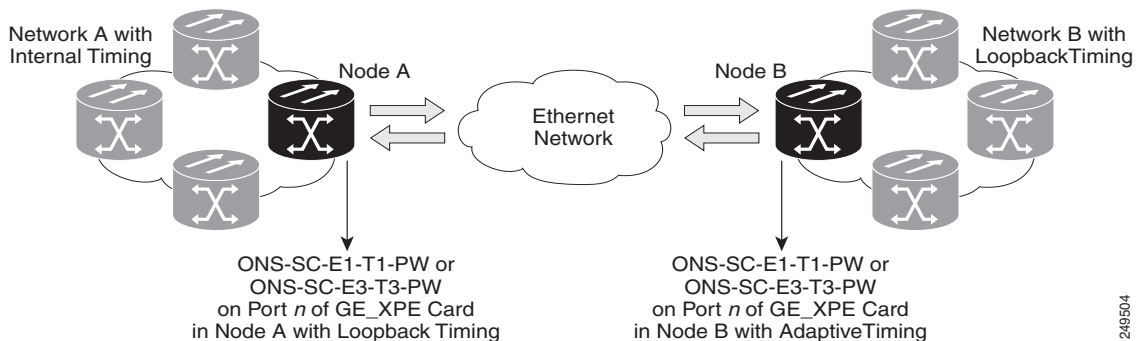 Network A with
Internal Timing
Node A
Ethernet
Network
Node B
Network B with
LoopbackTiming
ONS-SC-E1-T1-PW or
ONS-SC-E3-T3-PW
on Port n of GE_XPE Card
in Node A with Loopback Timing
ONS-SC-E1-T1-PW or
ONS-SC-E3-T3-PW
on Port n of GE_XPE Card
in Node B with AdaptiveTiming
249504